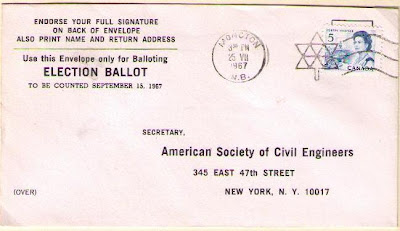 ENDORSE YOUR FULL SIGNATURE
ON BACK OF ENVELOPE
ALSO PRINT NAME AND RETURN ADDRESS
Use this Envelope only for Balloting
ELECTION BALLOT
TO BE COUNTED SEPTEMBER 15, 1967
MONCTON
PM
25 VII
1967
N.B.
5
CANADA
SECRETARY,
American Society of Civil Engineers
345 EAST 47th STREET
NEW YORK, N. Y. 10017
(OVER)